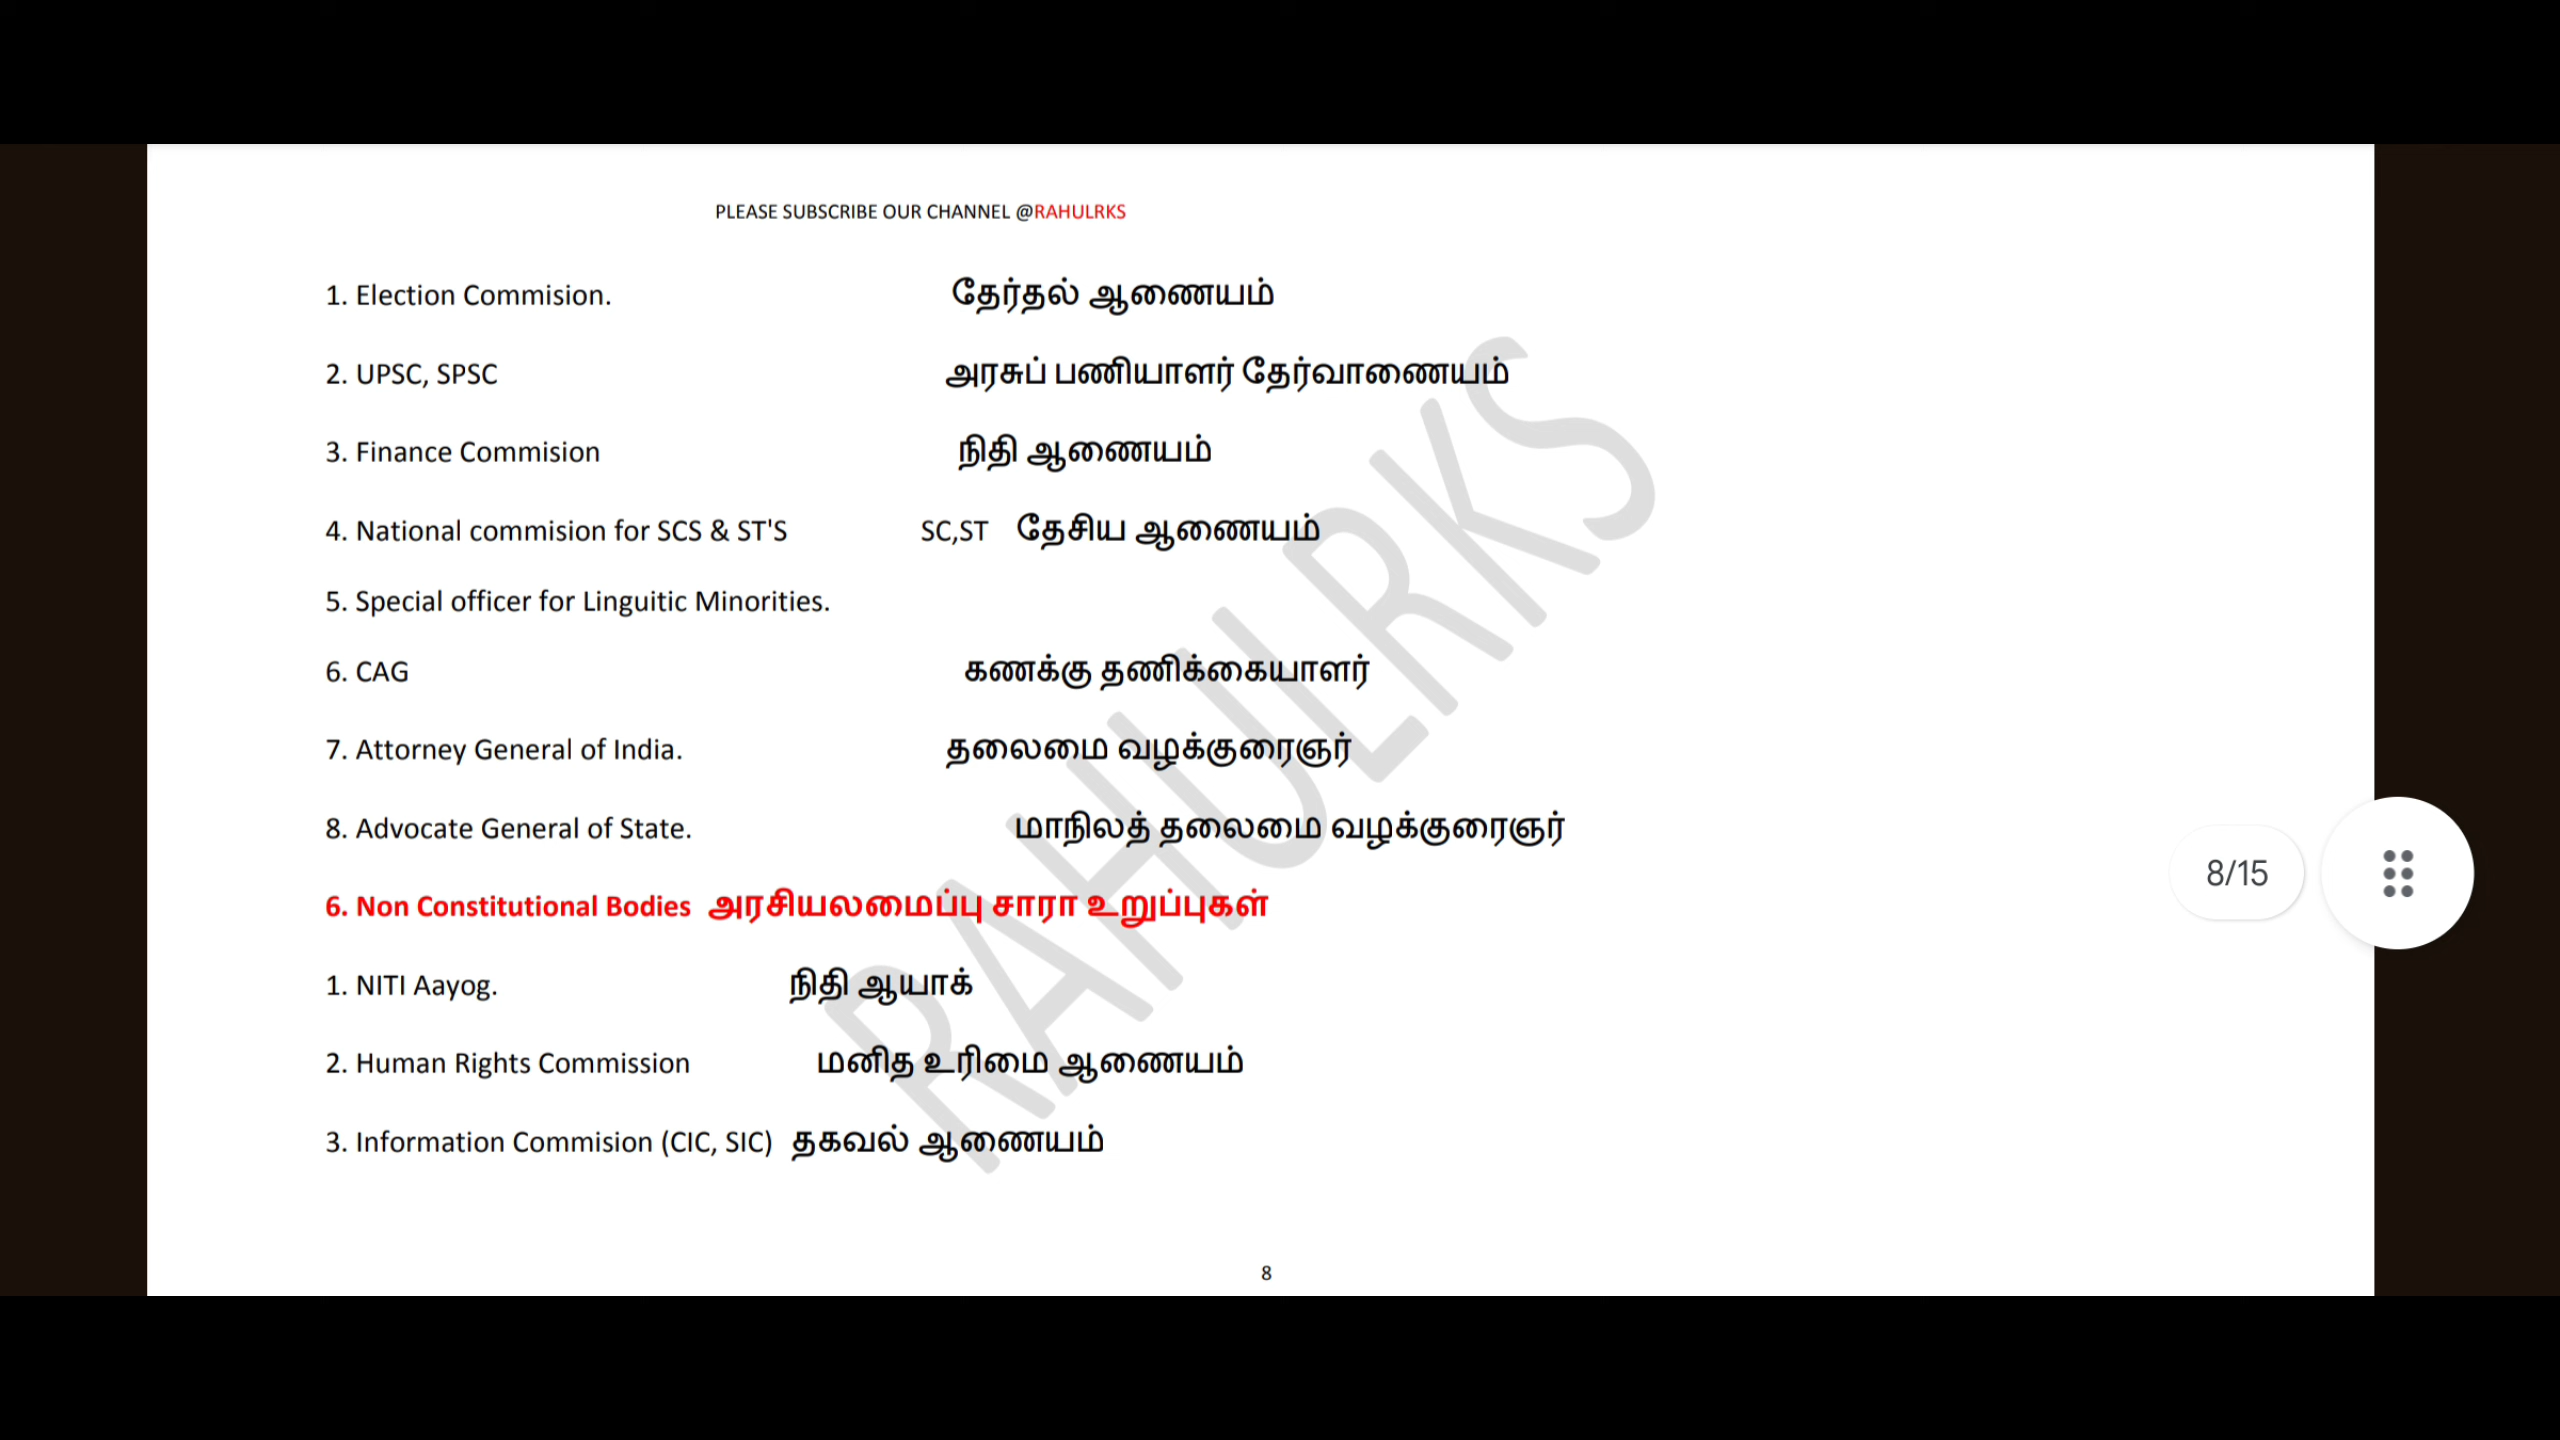 PLEASE SUBSCRIBE OUR CHANNEL @RAHULRKS
1. Election Commision. தேர்தல் ஆணையம்
2. UPSC, SPSC அரசுப் பணியாளர் தேர்வாணையம்
3. Finance Commision நிதி ஆணையம்
4. National commision for SCS & ST'S SC,ST தேசிய ஆணையம்
5. Special officer for Linguitic Minorities.
6. CAG கணக்கு தணிக்கையாளர்
7. Attorney General of India. தலைமை வழக்குரைஞர்
8. Advocate General of State. மாநிலத் தலைமை வழக்குரைஞர்
6. Non Constitutional Bodies அரசியலமைப்பு சாரா உறுப்புகள்
1. NITI Aayog. நிதி ஆயாக்
2. Human Rights Commission மனித உரிமை ஆணையம்
3. Information Commision (CIC, SIC) தகவல் ஆணையம்
RAHULRKS
8/15
8